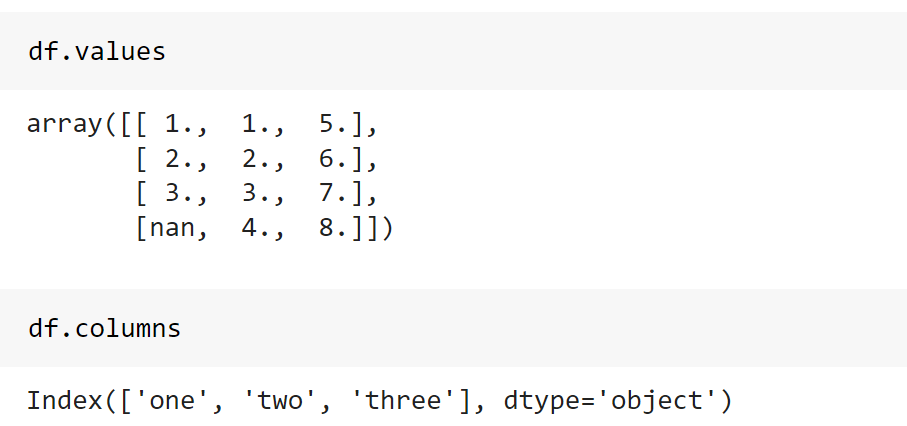 df.values
array([[ 1.,  1.,  5.],
       [ 2.,  2.,  6.],
       [ 3.,  3.,  7.],
       [nan,  4.,  8.]])
df.columns
Index(['one', 'two', 'three'], dtype='object')